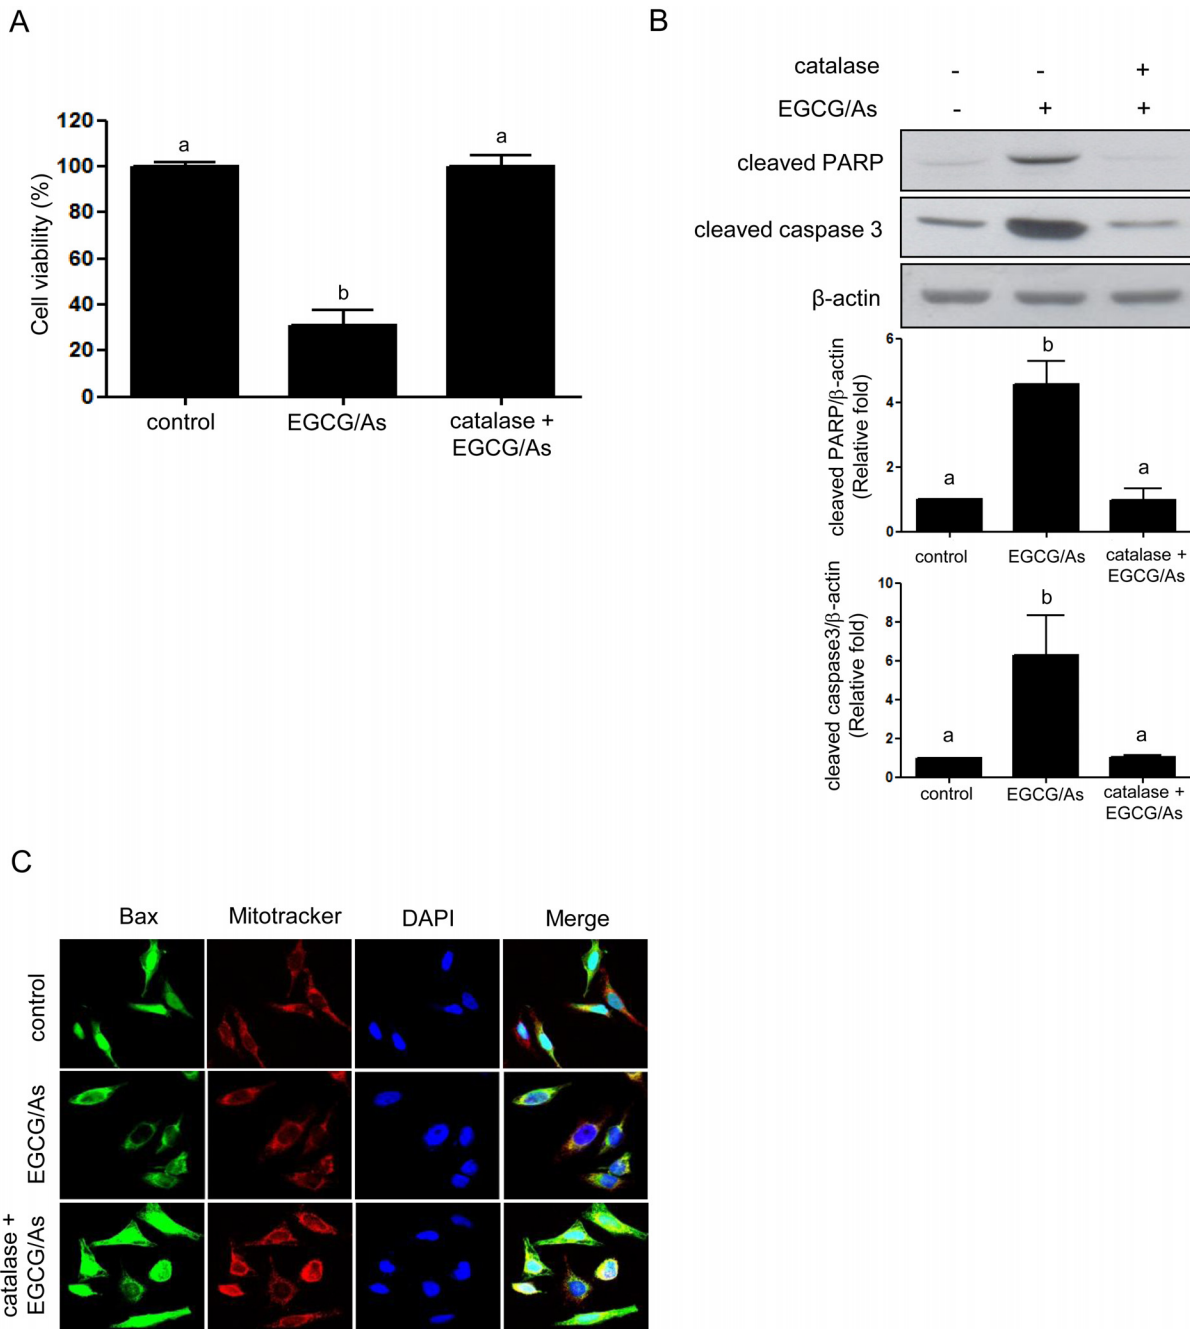 A
120
100
80
60
40
20
0
Cell viability (%)
a
b
a
control
EGCG/As
catalase +
EGCG/As
B
catalase - - +
EGCG/As - + +
cleaved PARP
cleaved caspase 3
β-actin
6
4
2
0
cleaved PARP/β-actin
(Relative fold)
a
b
a
control
EGCG/As
catalase +
EGCG/As
10
8
6
4
2
0
cleaved caspase3/β-actin
(Relative fold)
a
b
a
control
EGCG/As
catalase +
EGCG/As
C
Bax Mitotracker DAPI Merge
control
EGCG/As
catalase +
EGCG/As